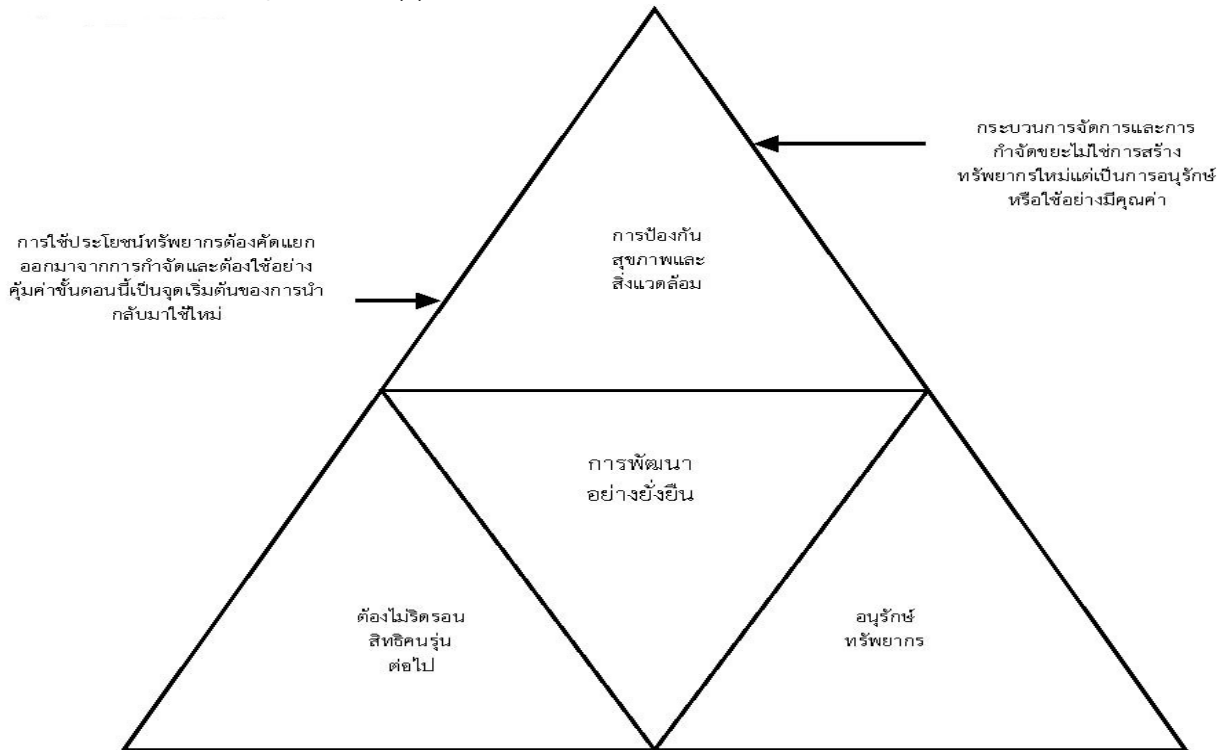 กระบวนการจัดการและการ
กำจัดขยะไม่ใช่การสร้าง
ทรัพยากรใหม่แต่เป็นการอนุรักษ์
หรือใช้อย่างมีคุณค่า
การใช้ประโยชน์ทรัพยากรต้องคัดแยก
ออกมาจากการกำจัดและต้องใช้อย่าง
คุ้มค่าขั้นตอนนี้เป็นจุดเริ่มต้นของการนำ
กลับมาใช้ใหม่
การป้องกัน
สุขภาพและ
สิ่งแวดล้อม
การพัฒนา
อย่างยั่งยืน
ต้องไม่ริดรอน
สิทธิคนรุ่น
ต่อไป
อนุรักษ์
ทรัพยากร